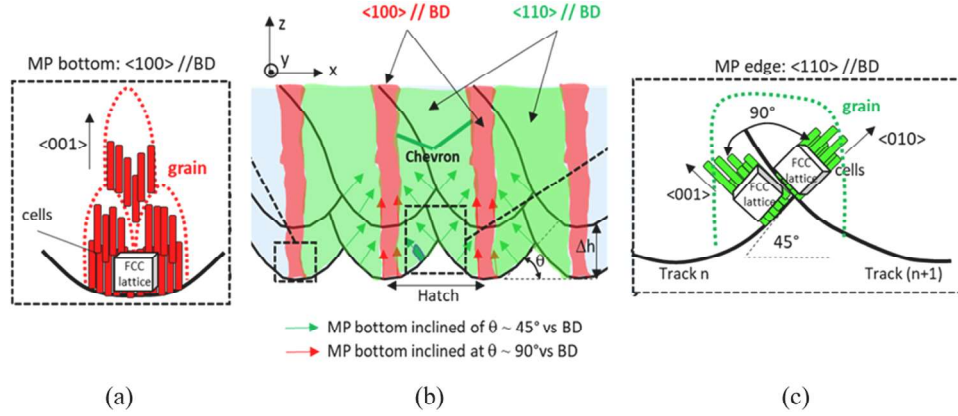 MP bottom: <100> //BD
<001>
grain
cells
FCC
lattice
(a)
z
y
x
<100> // BD
<110> // BD
Chevron
Δh
θ
Hatch
MP bottom inclined of θ ~ 45° vs BD
MP bottom inclined at θ ~ 90°vs BD
(b)
MP edge: <110> //BD
grain
90°
<010>
FCC
lattice
cells
<001>
FCC
lattice
45°
Track n
Track (n+1)
(c)